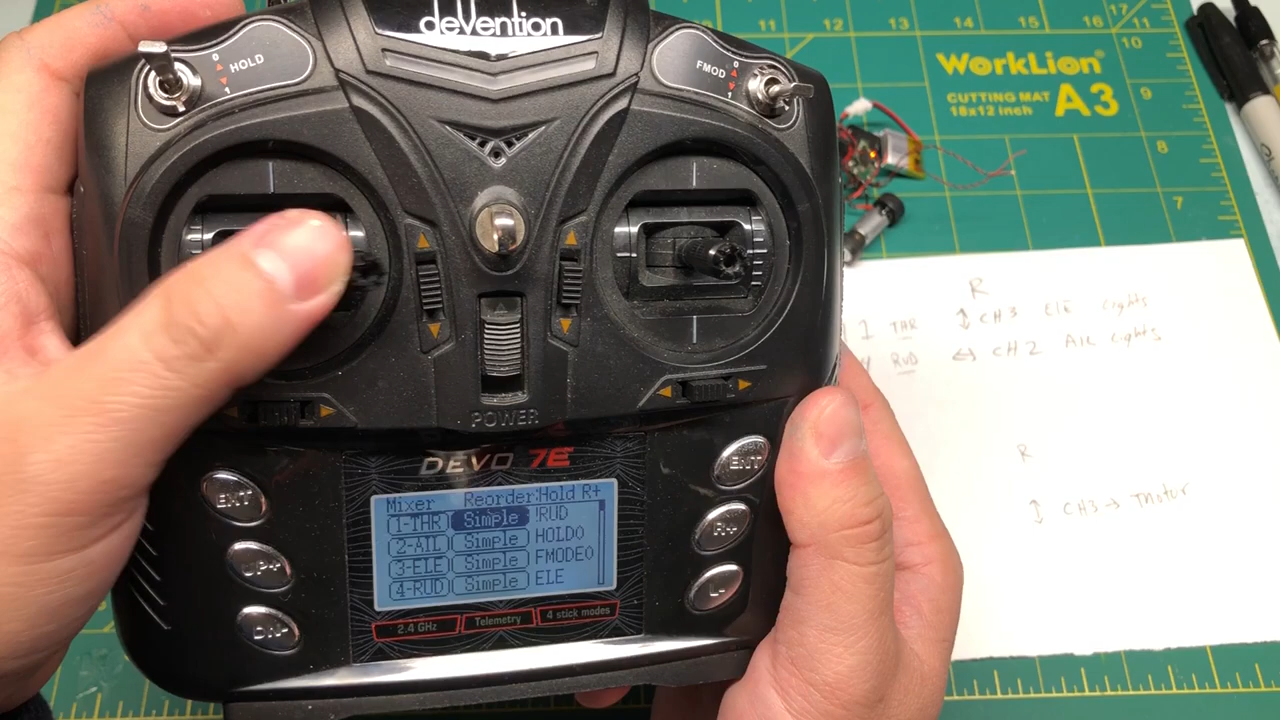 devention
0
HOLD
1
0
FMOD
1
11 12 13 14 15 16 17
11
10
9
8
7
WORKLION®
CUTTING MAT
18x12 inch
A3
R
↕ THR ↕ CH3 ELE Lights
RUD ↔ CH2 AIL Lights
R
↕ CH3 → Motor
POWER
DEVO 7E
EXT
UP+
DN-
ENT
R+
L-
Mixer Reorder:Hold R+
1-THR Simple !RUD
2-AIL Simple HOLD0
3-ELE Simple FMODE0
4-RUD Simple ELE
2.4 GHz Telemetry 4 stick modes